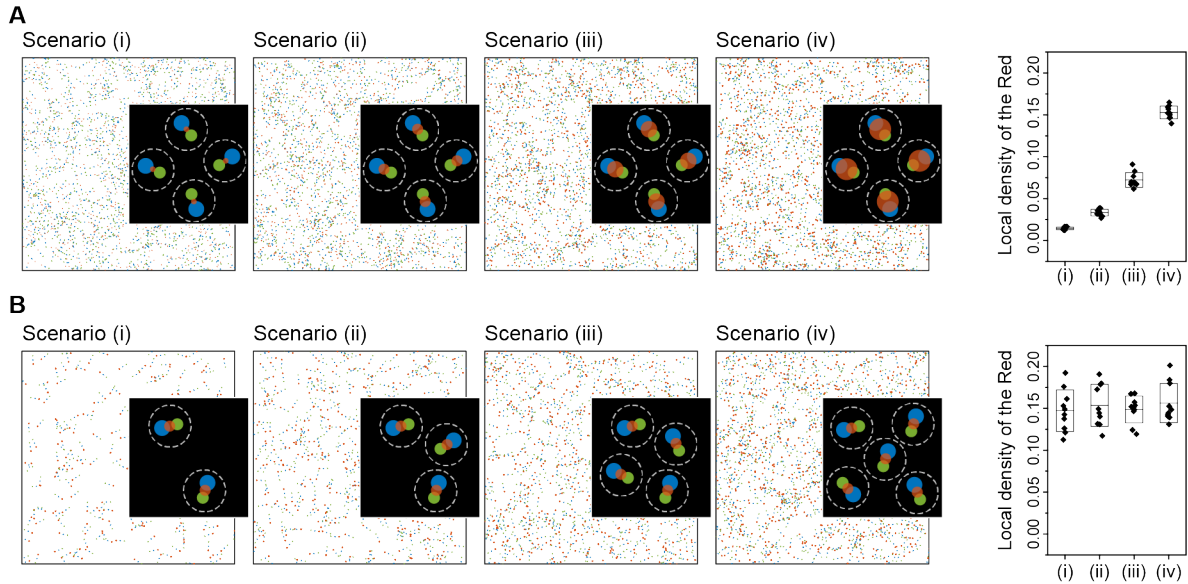 A
Scenario (i)
Scenario (ii)
Scenario (iii)
Scenario (iv)
Local density of the Red
0.00 0.05 0.10 0.15 0.20
(i) (ii) (iii) (iv)
B
Scenario (i)
Scenario (ii)
Scenario (iii)
Scenario (iv)
Local density of the Red
0.00 0.05 0.10 0.15 0.20
(i) (ii) (iii) (iv)